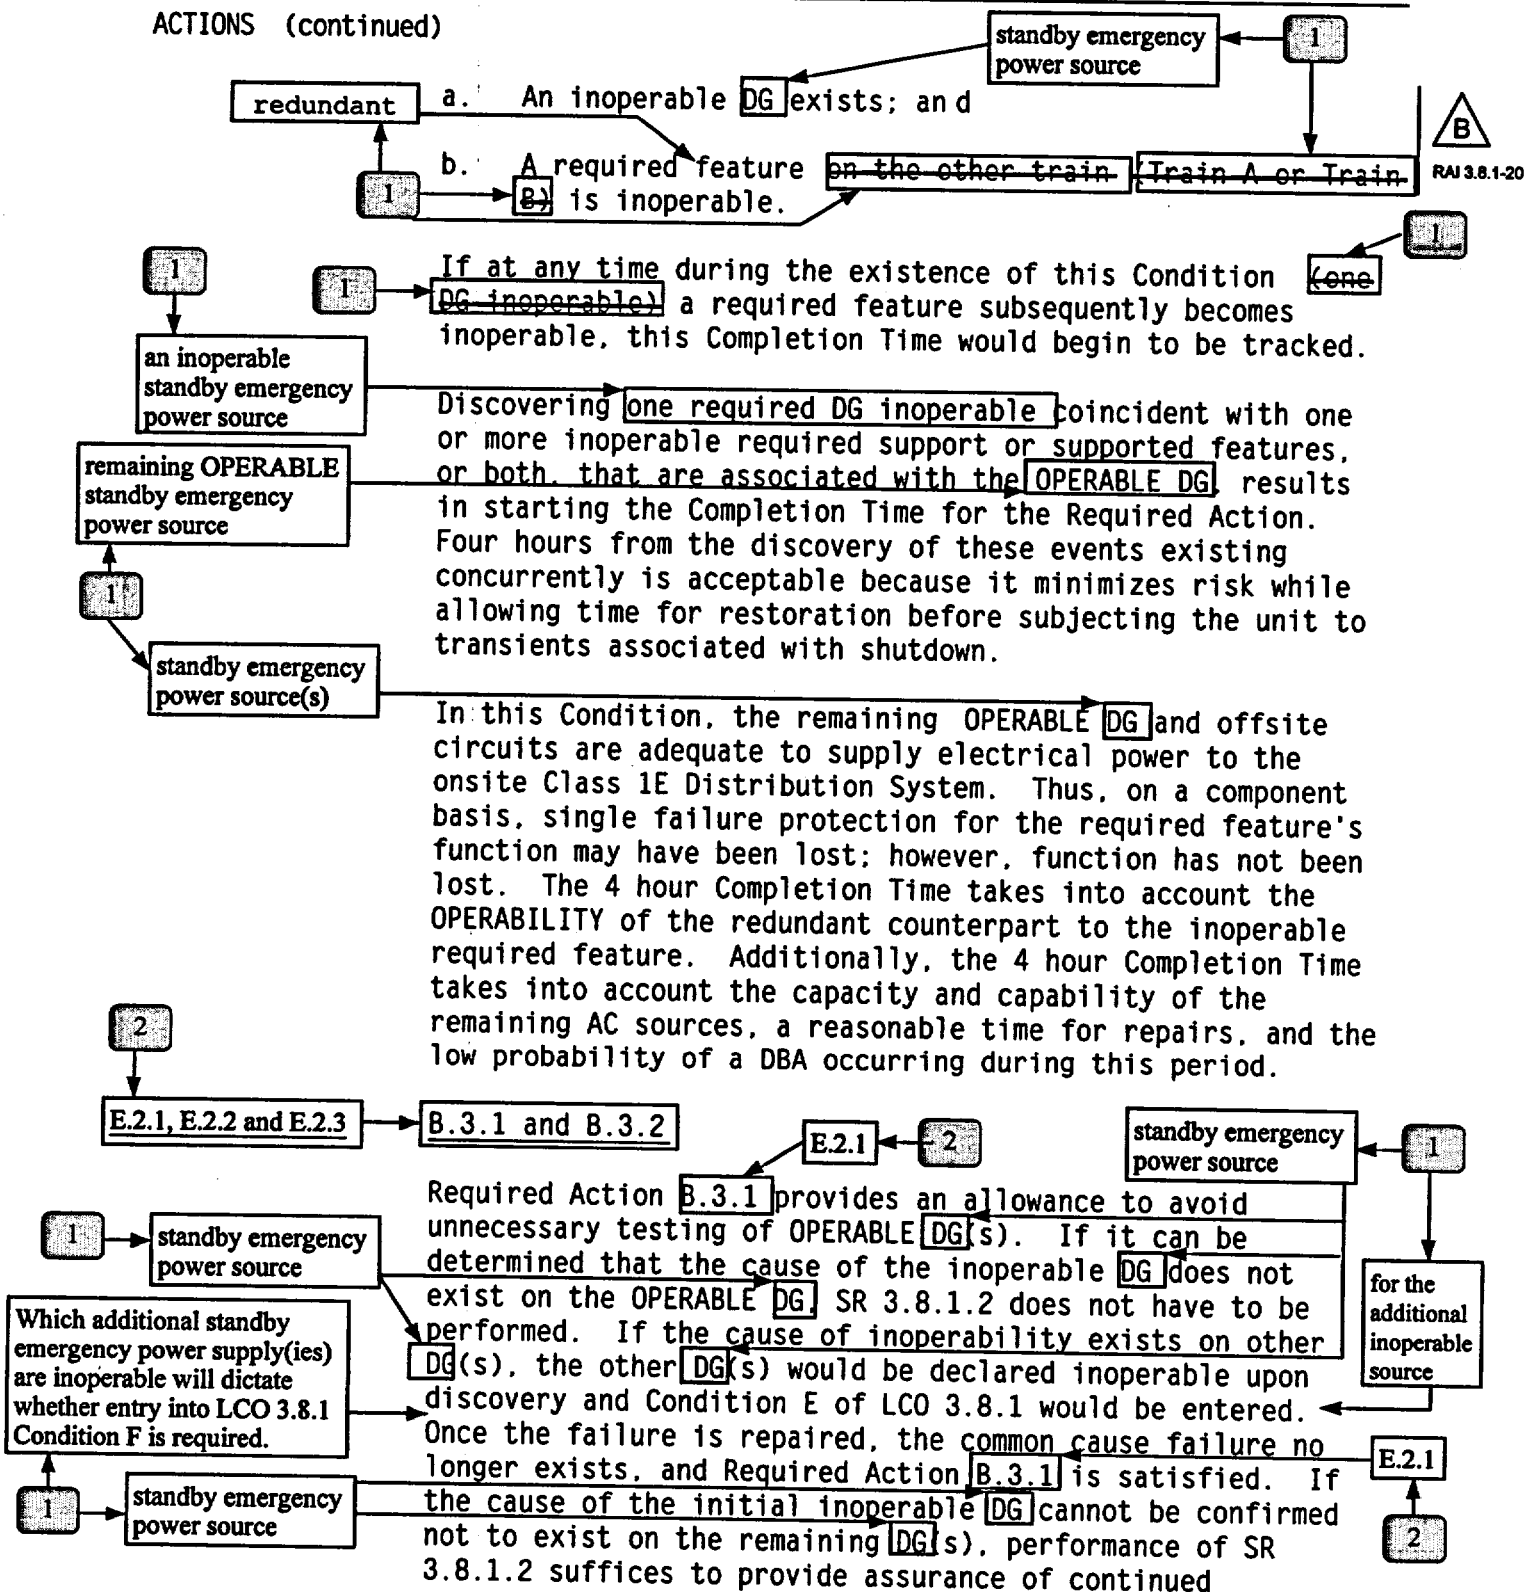 ACTIONS (continued)
standby emergency
power source
1
redundant
a. An inoperable DG exists; and
B
RAI 3.8.1-20
b. A required feature on the other train (Train A or Train
1
B) is inoperable.
1
1
1
If at any time during the existence of this Condition (one
DG inoperable) a required feature subsequently becomes
inoperable, this Completion Time would begin to be tracked.
an inoperable
standby emergency
power source
Discovering one required DG inoperable coincident with one
or more inoperable required support or supported features,
or both, that are associated with the OPERABLE DG, results
in starting the Completion Time for the Required Action.
Four hours from the discovery of these events existing
concurrently is acceptable because it minimizes risk while
allowing time for restoration before subjecting the unit to
transients associated with shutdown.
remaining OPERABLE
standby emergency
power source
1
standby emergency
power source(s)
In this Condition, the remaining OPERABLE DG and offsite
circuits are adequate to supply electrical power to the
onsite Class 1E Distribution System. Thus, on a component
basis, single failure protection for the required feature's
function may have been lost; however, function has not been
lost. The 4 hour Completion Time takes into account the
OPERABILITY of the redundant counterpart to the inoperable
required feature. Additionally, the 4 hour Completion Time
takes into account the capacity and capability of the
remaining AC sources, a reasonable time for repairs, and the
low probability of a DBA occurring during this period.
2
E.2.1, E.2.2 and E.2.3
B.3.1 and B.3.2
E.2.1
2
standby emergency
power source
1
Required Action B.3.1 provides an allowance to avoid
unnecessary testing of OPERABLE DG(s). If it can be
determined that the cause of the inoperable DG does not
exist on the OPERABLE DG, SR 3.8.1.2 does not have to be
performed. If the cause of inoperability exists on other
DG(s), the other DG(s) would be declared inoperable upon
discovery and Condition E of LCO 3.8.1 would be entered.
Once the failure is repaired, the common cause failure no
longer exists, and Required Action B.3.1 is satisfied. If
the cause of the initial inoperable DG cannot be confirmed
not to exist on the remaining DG(s), performance of SR
3.8.1.2 suffices to provide assurance of continued
1
standby emergency
power source
for the
additional
inoperable
source
Which additional standby
emergency power supply(ies)
are inoperable will dictate
whether entry into LCO 3.8.1
Condition F is required.
E.2.1
1
standby emergency
power source
2